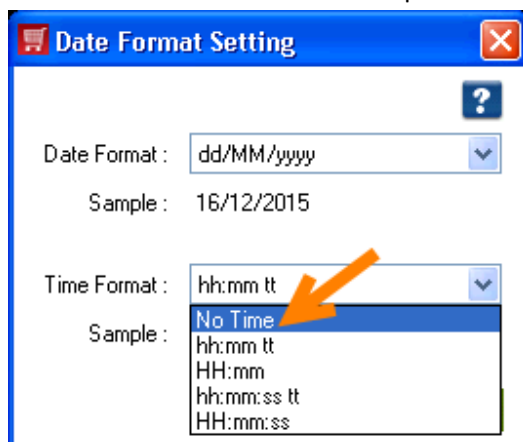 Date Format Setting
?
Date Format : dd/MM/yyyy
Sample : 16/12/2015
Time Format : hh:mm tt
Sample :
No Time
hh:mm tt
HH:mm
hh:mm:ss tt
HH:mm:ss